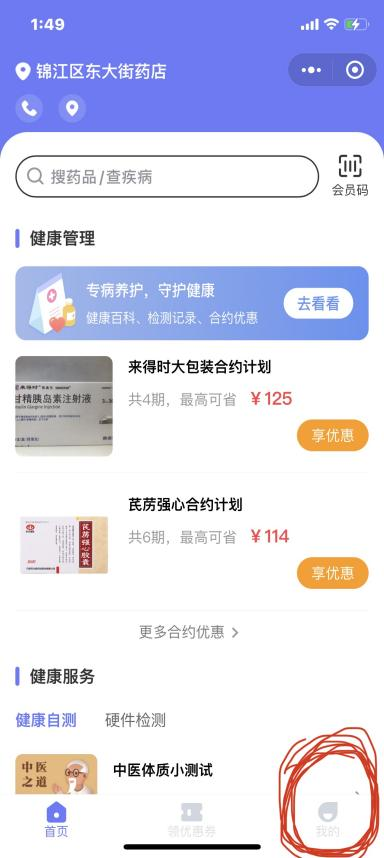 1:49
锦江区东大街药店
搜药品/查疾病
会员码
健康管理
专病养护，守护健康
健康百科、检测记录、合约优惠
去看看
来得时大包装合约计划
共4期，最高可省 ￥125
享优惠
甘精胰岛素注射液
芪苈强心合约计划
共6期，最高可省 ￥114
享优惠
芪苈强心胶囊
更多合约优惠
健康服务
健康自测 硬件检测
中医
之道
中医体质小测试
首页 领优惠券 我的